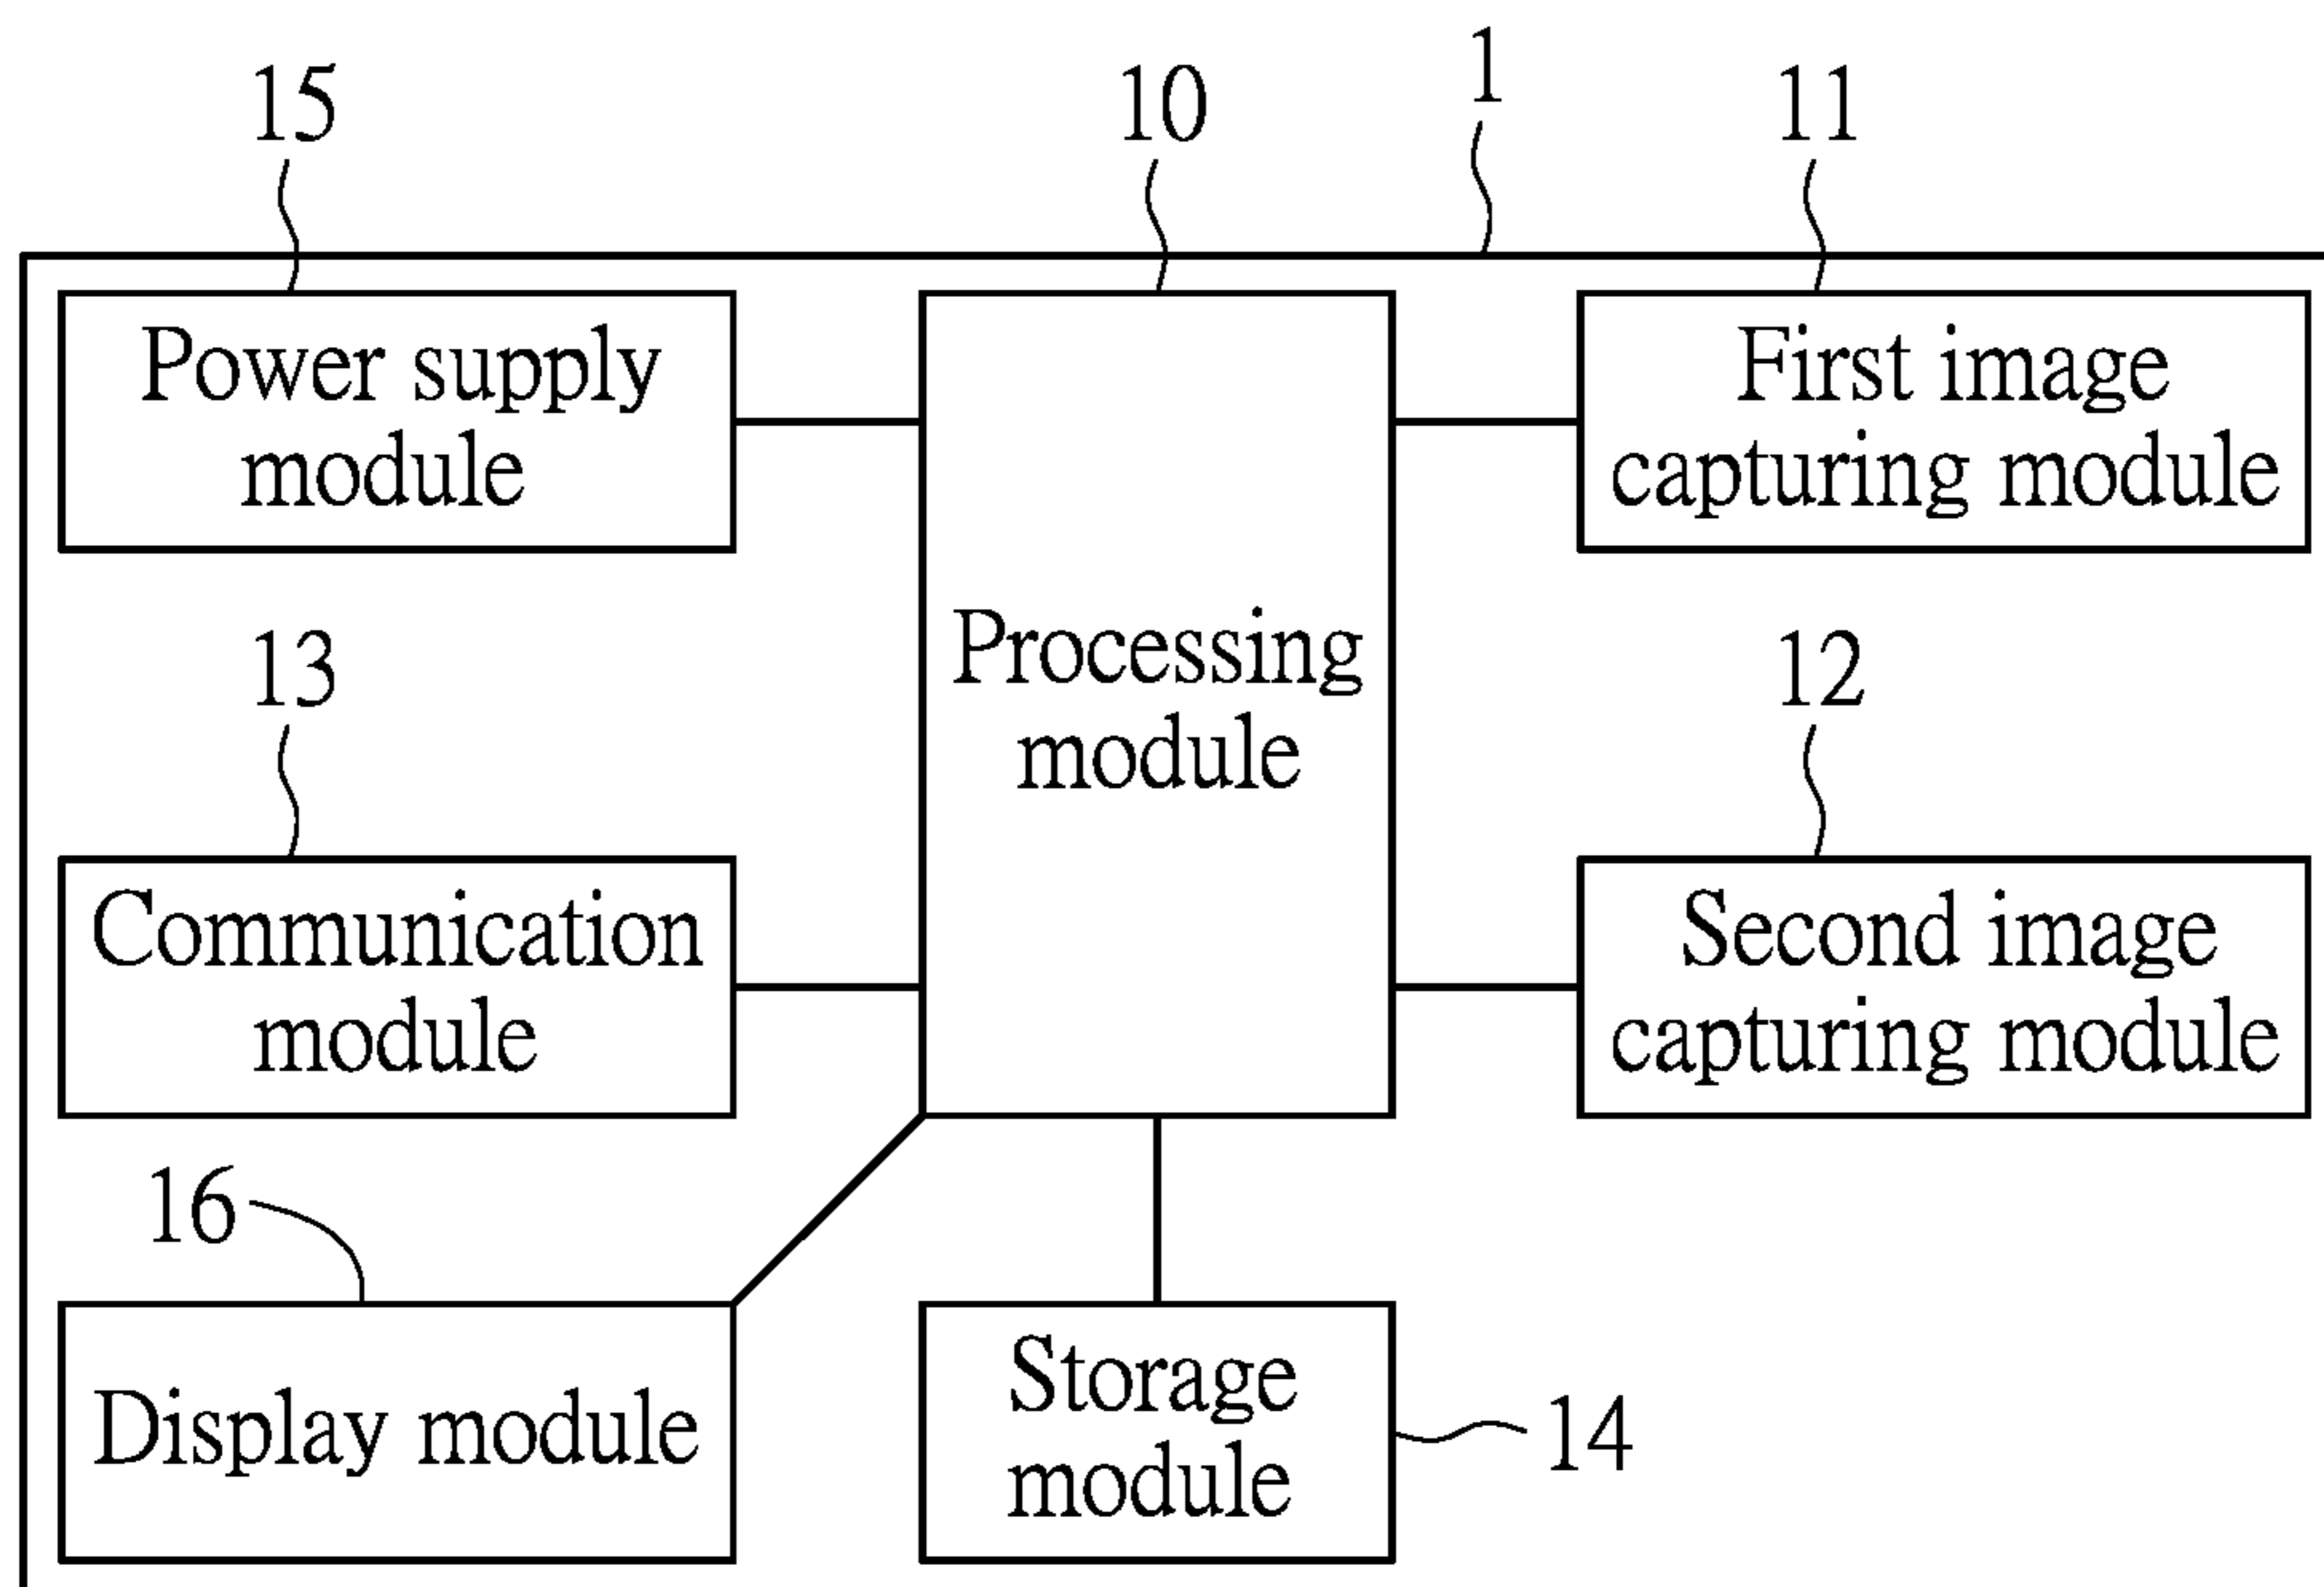 1
15
10
11
Power supply
module
First image
capturing module
Processing
module
13
12
Communication
module
Second image
capturing module
16
Display module
Storage
module
14